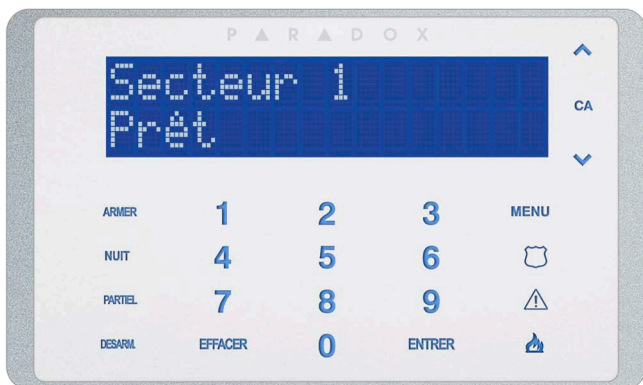 PARADOX
Secteur 1
Prêt
CA
ARMER 1 2 3 MENU
NUIT 4 5 6
PARTIEL 7 8 9
DESARM. EFFACER 0 ENTRER